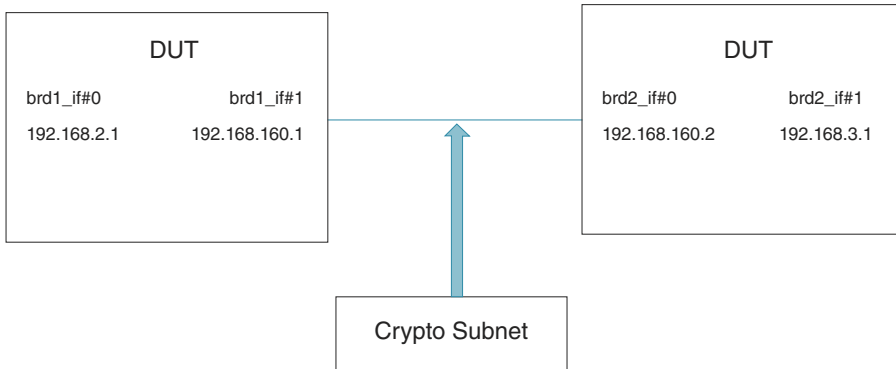 DUT
brd1_if#0 brd1_if#1
192.168.2.1 192.168.160.1
DUT
brd2_if#0 brd2_if#1
192.168.160.2 192.168.3.1
Crypto Subnet